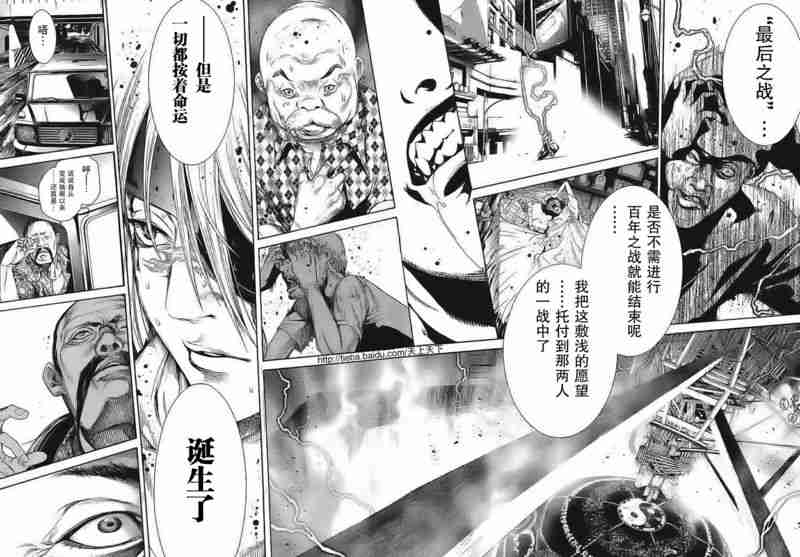 “最后之战”…
是否不需进行
百年之战就能结束呢
……
我把这敷浅的愿望
……托付到那两人
的一战中了
——但是
一切都按着命运
诞生了
唔…
http://tieba.baidu.com/天上天下